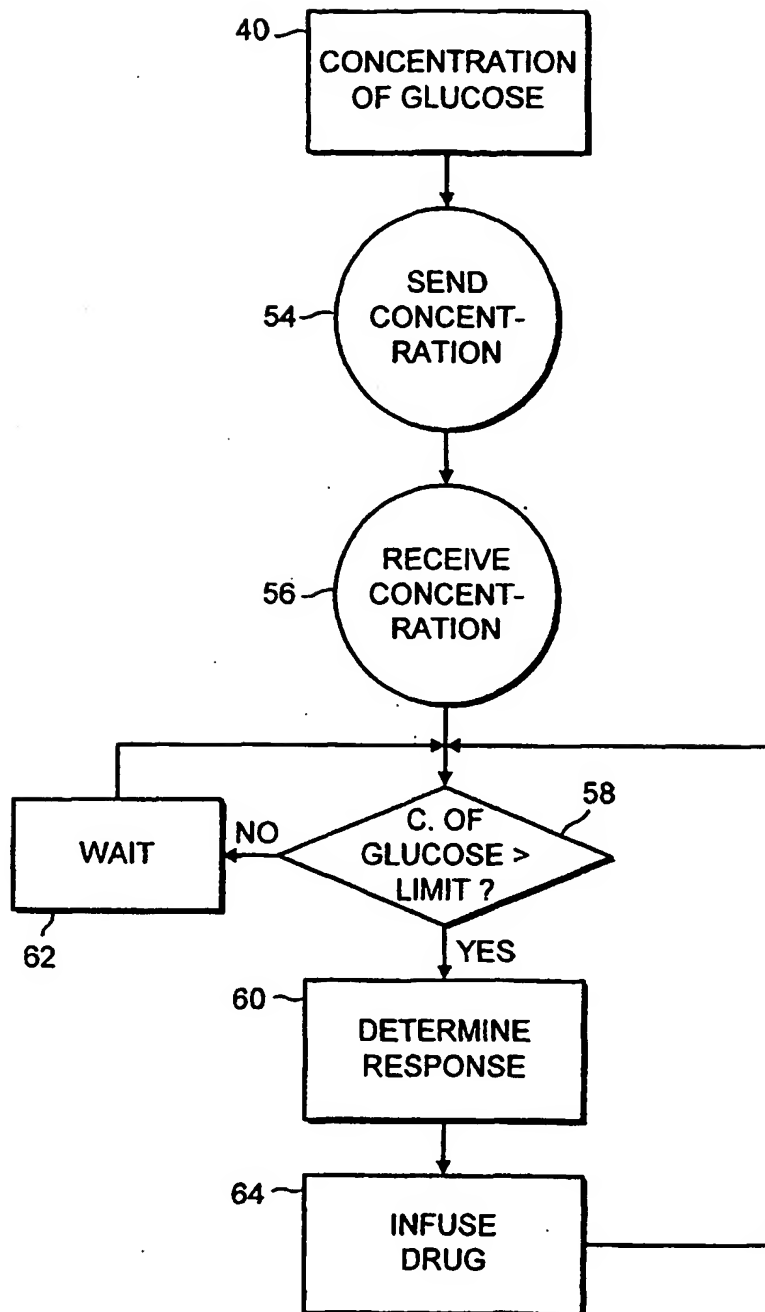 40
CONCENTRATION
OF GLUCOSE
54
SEND
CONCENT-
RATION
56
RECEIVE
CONCENT-
RATION
58
C. OF
GLUCOSE >
LIMIT ?
NO
WAIT
62
YES
60
DETERMINE
RESPONSE
64
INFUSE
DRUG